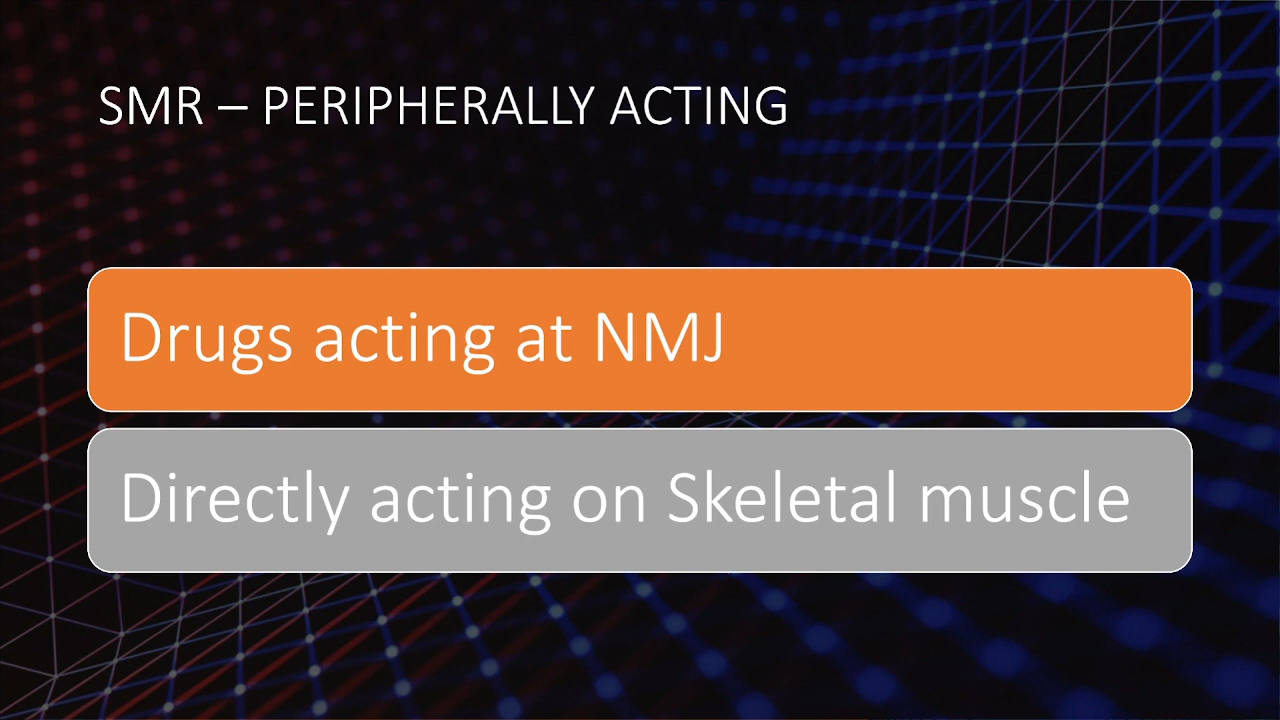 SMR – PERIPHERALLY ACTING
Drugs acting at NMJ
Directly acting on Skeletal muscle